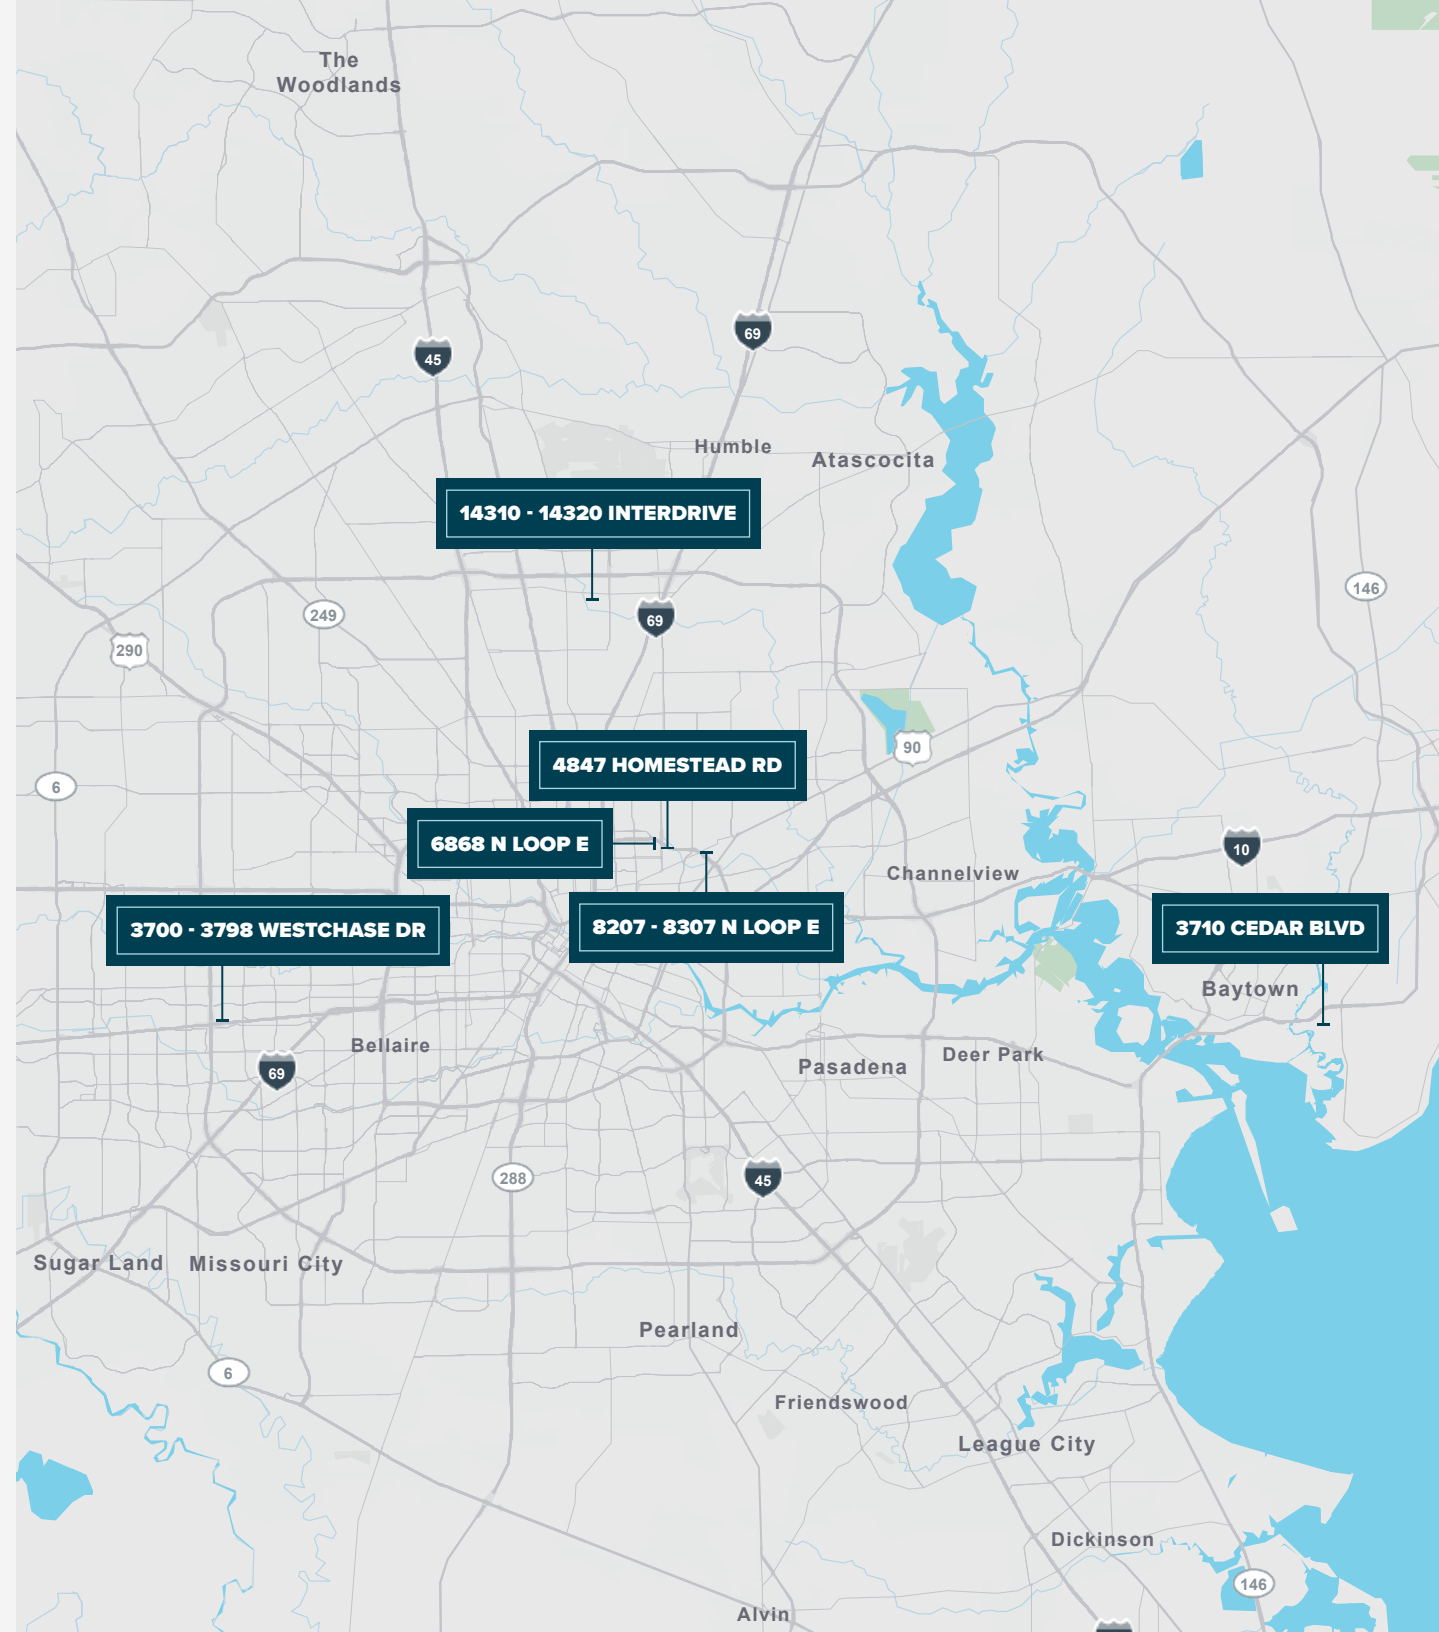 The
Woodlands
69
45
Humble
Atascocita
14310 - 14320 INTERDRIVE
146
249
69
290
90
4847 HOMESTEAD RD
6
6868 N LOOP E
10
Channelview
3700 - 3798 WESTCHASE DR
8207 - 8307 N LOOP E
3710 CEDAR BLVD
Baytown
Bellaire
Deer Park
Pasadena
69
288
45
Sugar Land
Missouri City
Pearland
6
Friendswood
League City
Dickinson
146
Alvin